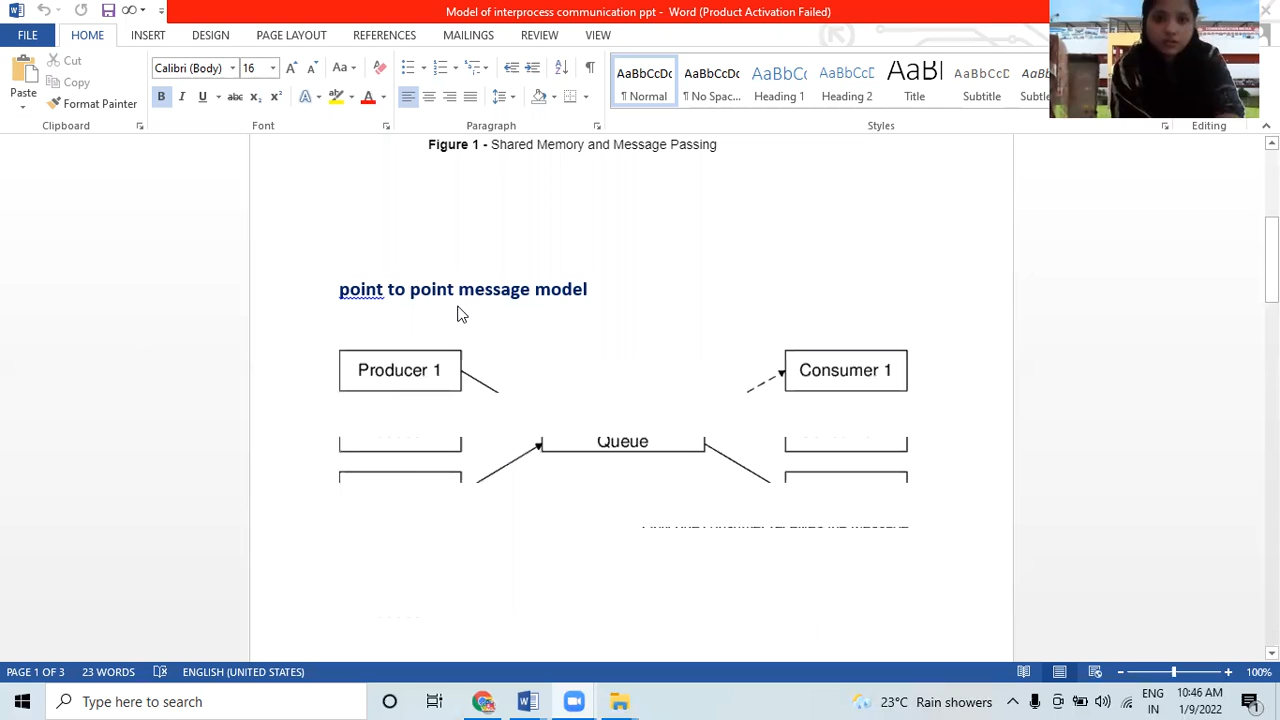 Model of interprocess communication ppt - Word (Product Activation Failed)
FILE HOME INSERT DESIGN PAGE LAYOUT REFERENCES MAILINGS REVIEW VIEW
Cut
Copy
Format Painter
Paste
Clipboard
Calibri (Body) 16
Font
Paragraph
AaBbCcDc AaBbCcDc AaBbCc AaBbCcD AaBl AaBbCcD AaBb
¶ Normal ¶ No Spac... Heading 1 Heading 2 Title Subtitle Subtle
Styles
Editing
Figure 1 - Shared Memory and Message Passing
point to point message model
Producer 1
Consumer 1
Queue
PAGE 1 OF 3 23 WORDS ENGLISH (UNITED STATES) 100%
Type here to search
23°C Rain showers
ENG
IN
10:46 AM
1/9/2022